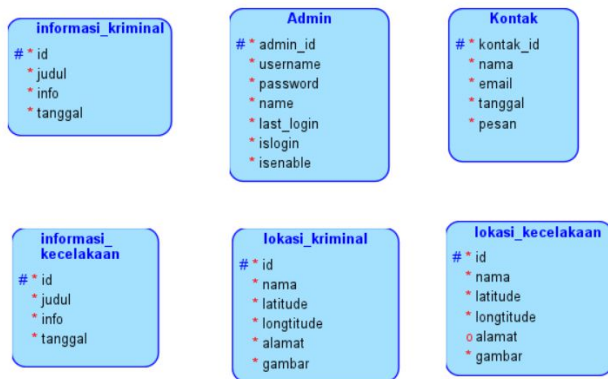 informasi_kriminal
# * id
* judul
* info
* tanggal
Admin
# * admin_id
* username
* password
* name
* last_login
* islogin
* isenable
Kontak
# * kontak_id
* nama
* email
* tanggal
* pesan
informasi_
kecelakaan
# * id
* judul
* info
* tanggal
lokasi_kriminal
# * id
* nama
* latitude
* longtitude
* alamat
* gambar
lokasi_kecelakaan
# * id
* nama
* latitude
* longtitude
o alamat
* gambar